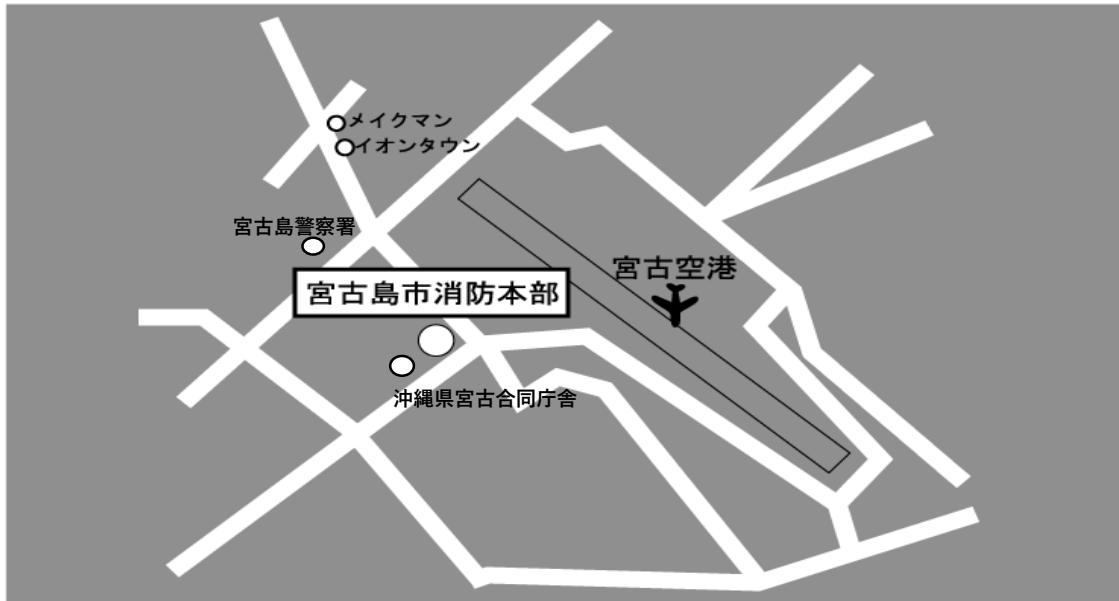 メイクマン
イオンタウン
宮古島警察署
宮古空港
宮古島市消防本部
沖縄県宮古合同庁舎